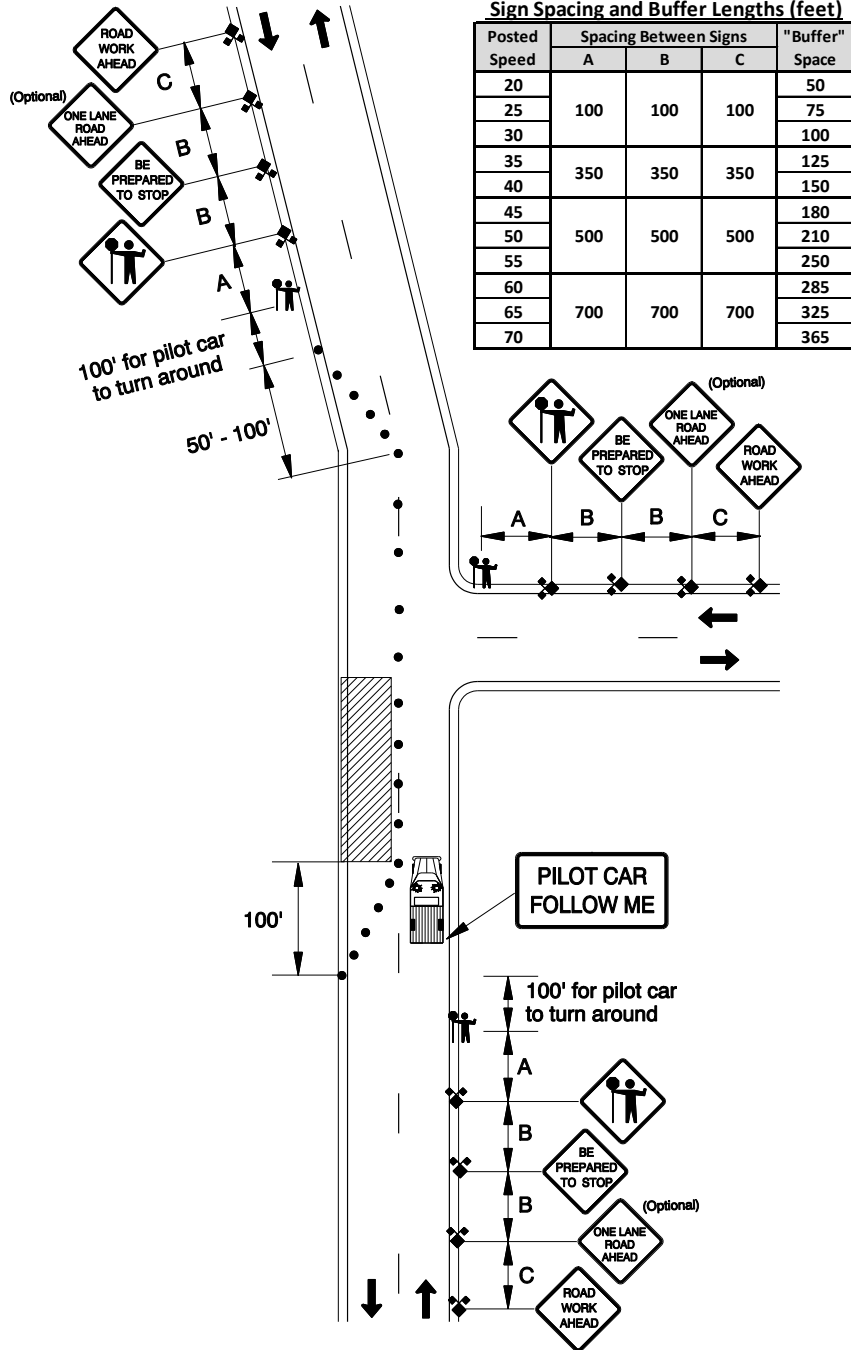 Sign Spacing and Buffer Lengths (feet)
Posted Speed Spacing Between Signs "Buffer" Space
A B C
20 50
25 100 100 100 75
30 100
35 350 350 350 125
40 150
45 180
50 500 500 500 210
55 250
60 285
65 700 700 700 325
70 365
ROAD
WORK
AHEAD
C
(Optional)
ONE LANE
ROAD
AHEAD
B
BE
PREPARED
TO STOP
B
A
100' for pilot car
to turn around
50' - 100'
(Optional)
BE
PREPARED
TO STOP
ONE LANE
ROAD
AHEAD
ROAD
WORK
AHEAD
A B B C
PILOT CAR
FOLLOW ME
100'
100' for pilot car
to turn around
A
B
BE
PREPARED
TO STOP
B
(Optional)
ONE LANE
ROAD
AHEAD
C
ROAD
WORK
AHEAD